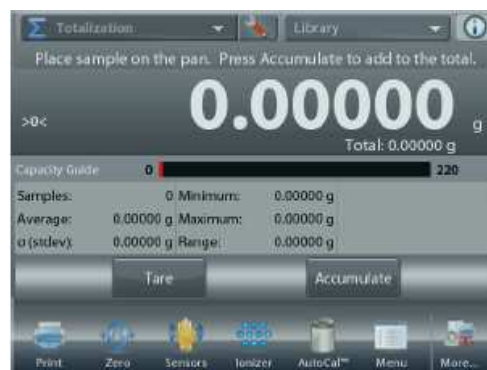 Σ Totalization Library
Place sample on the pan. Press Accumulate to add to the total.
>0< 0.00000 g
Total: 0.00000 g
Capacity Guide 0 220
Samples: 0 Minimum: 0.00000 g
Average: 0.00000 g Maximum: 0.00000 g
σ (stdev): 0.00000 g Range: 0.00000 g
Tare Accumulate
Print Zero Sensors Ionizer AutoCal™ Menu More...